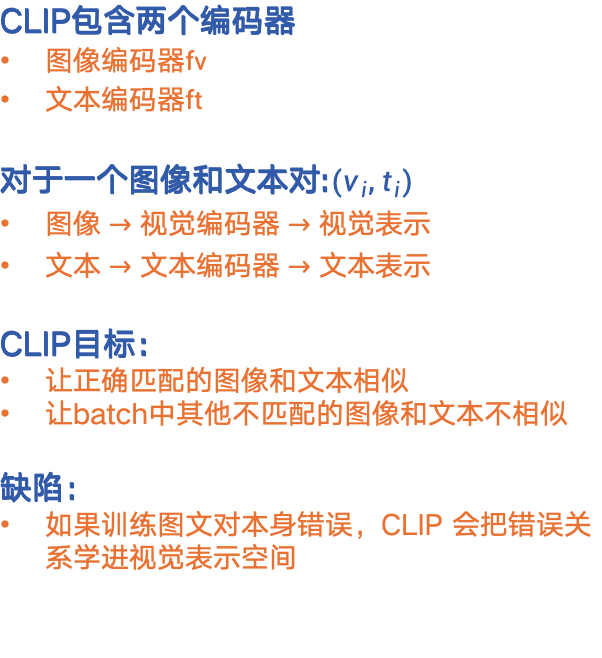 CLIP包含两个编码器
• 图像编码器fv
• 文本编码器ft
对于一个图像和文本对:(v i, t i)
• 图像 → 视觉编码器 → 视觉表示
• 文本 → 文本编码器 → 文本表示
CLIP目标：
• 让正确匹配的图像和文本相似
• 让batch中其他不匹配的图像和文本不相似
缺陷：
• 如果训练图文对本身错误，CLIP 会把错误关
系学进视觉表示空间